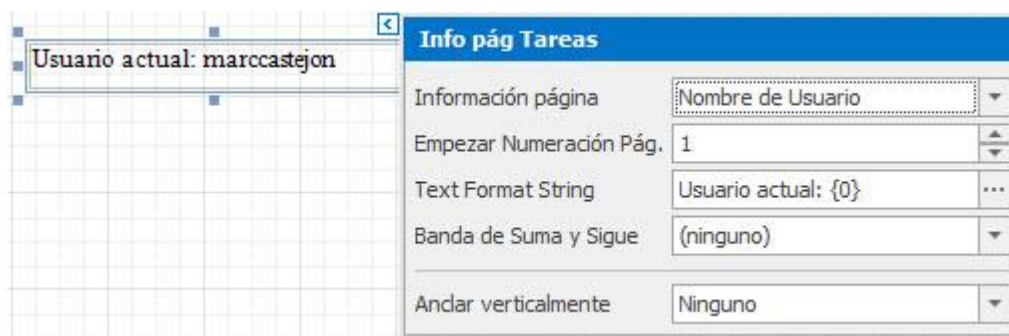 Usuario actual: marccastejon
Info pág Tareas
Información página Nombre de Usuario
Empezar Numeración Pág. 1
Text Format String Usuario actual: {0}
Banda de Suma y Sigue (ninguno)
Anclar verticalmente Ninguno